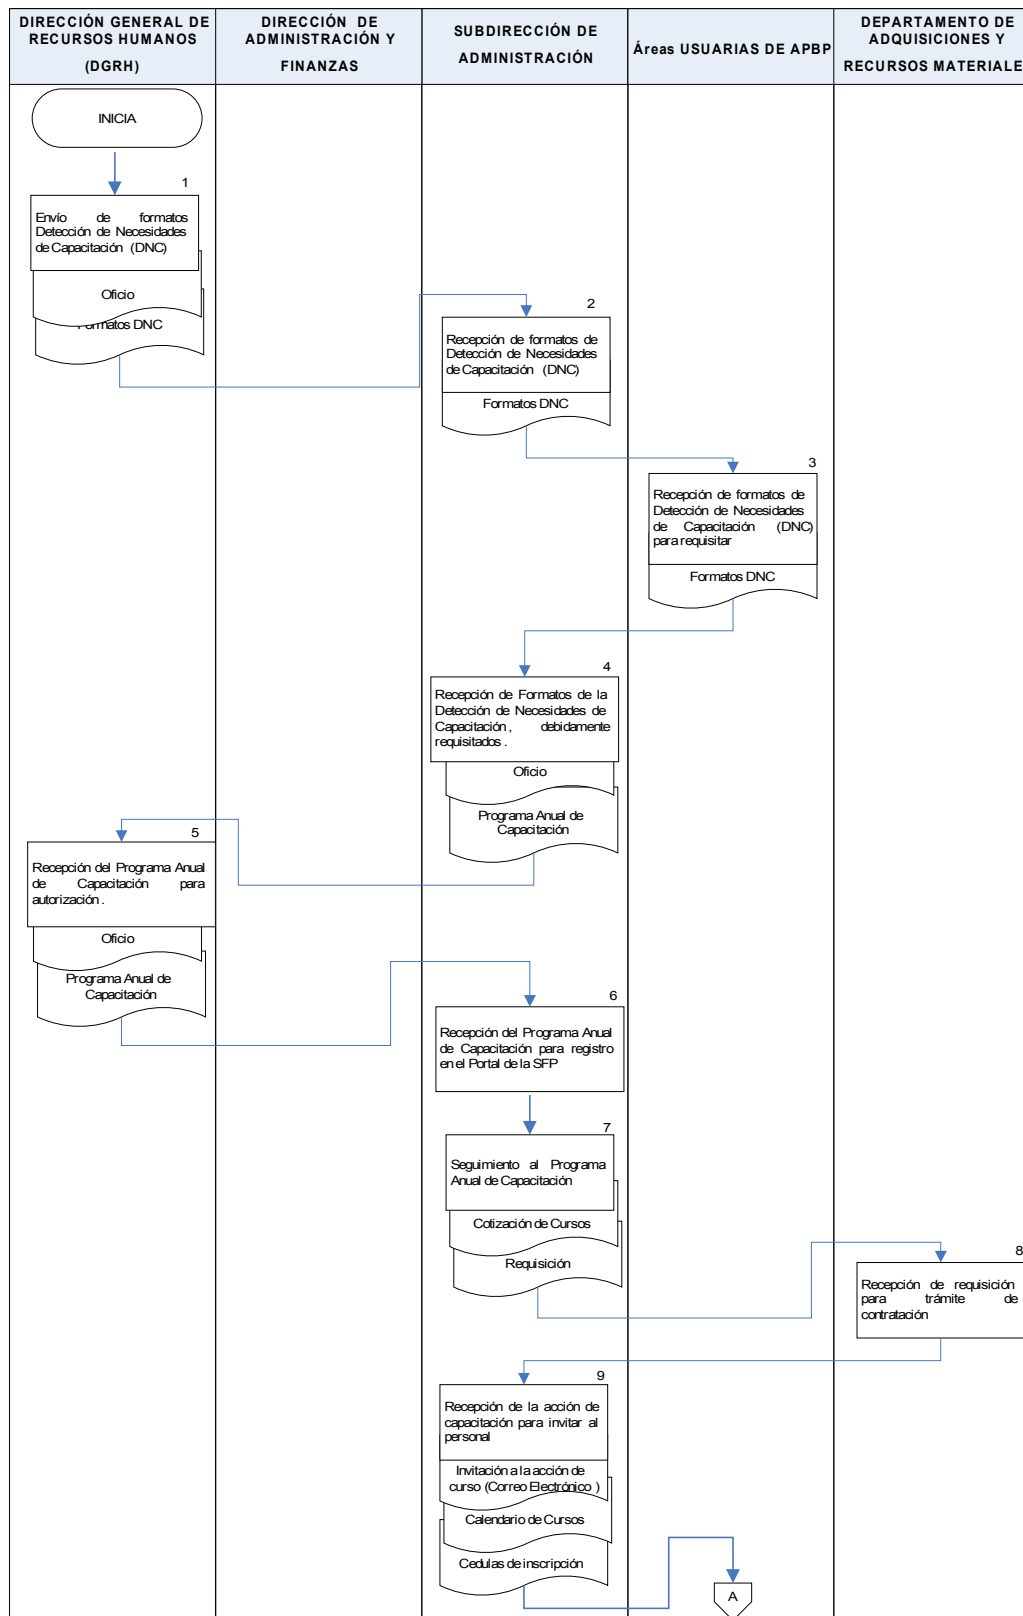 DIRECCIÓN GENERAL DE
RECURSOS HUMANOS
(DGRH)
DIRECCIÓN DE
ADMINISTRACIÓN Y
FINANZAS
SUBDIRECCIÓN DE
ADMINISTRACIÓN
Áreas USUARIAS DE APBP
DEPARTAMENTO DE
ADQUISICIONES Y
RECURSOS MATERIALE
INICIA
1
Envío de formatos
Detección de Necesidades
de Capacitación (DNC)
Oficio
Formatos DNC
2
Recepción de formatos de
Detección de Necesidades
de Capacitación (DNC)
Formatos DNC
3
Recepción de formatos de
Detección de Necesidades
de Capacitación (DNC)
para requisitar
Formatos DNC
4
Recepción de Formatos de la
Detección de Necesidades de
Capacitación, debidamente
requisitados.
Oficio
Programa Anual de
Capacitación
5
Recepción del Programa Anual
de Capacitación para
autorización.
Oficio
Programa Anual de
Capacitación
6
Recepción del Programa Anual
de Capacitación para registro
en el Portal de la SFP
7
Seguimiento al Programa
Anual de Capacitación
Cotización de Cursos
Requisición
8
Recepción de requisición
para trámite de
contratación
9
Recepción de la acción de
capacitación para invitar al
personal
Invitación a la acción de
curso (Correo Electrónico)
Calendario de Cursos
Cedulas de inscripción
A